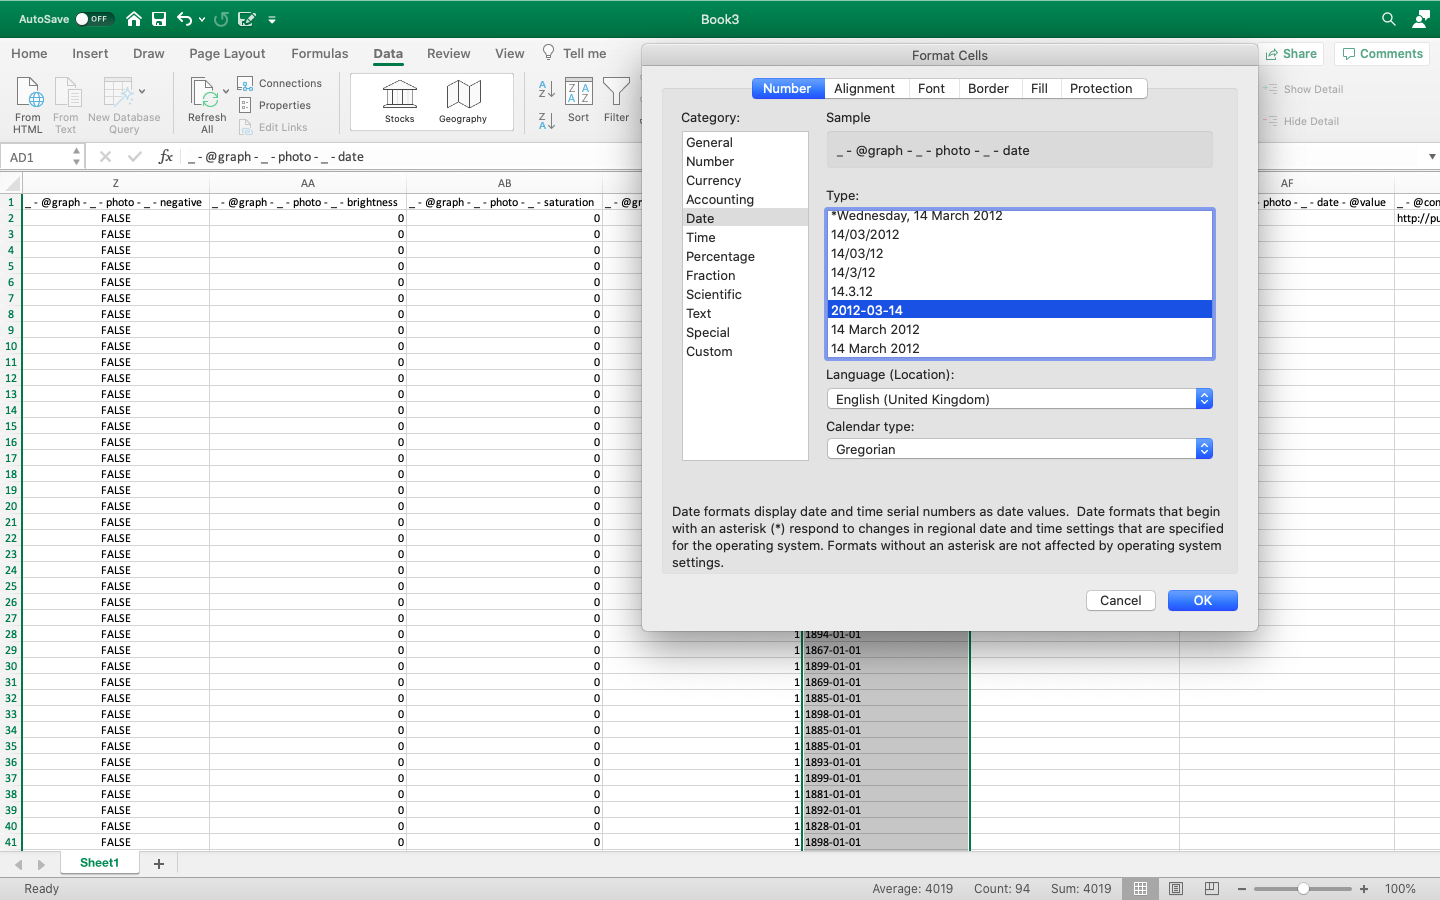 AutoSave OFF Book3
Home Insert Draw Page Layout Formulas Data Review View Tell me Share Comments
From HTML
From Text
New Database Query
Refresh All
Connections
Properties
Edit Links
Stocks
Geography
Sort
Filter
Show Detail
Hide Detail
AD1 fx _ - @graph - _ - photo - _ - date
Z AA AB AF
1 _ - @graph - _ - photo - _ - negative _ - @graph - _ - photo - _ - brightness _ - @graph - _ - photo - _ - saturation _ - @gr photo - _ - date - @value _ - @con
2 FALSE 0 0 http://pu
3 FALSE 0 0
4 FALSE 0 0
5 FALSE 0 0
6 FALSE 0 0
7 FALSE 0 0
8 FALSE 0 0
9 FALSE 0 0
10 FALSE 0 0
11 FALSE 0 0
12 FALSE 0 0
13 FALSE 0 0
14 FALSE 0 0
15 FALSE 0 0
16 FALSE 0 0
17 FALSE 0 0
18 FALSE 0 0
19 FALSE 0 0
20 FALSE 0 0
21 FALSE 0 0
22 FALSE 0 0
23 FALSE 0 0
24 FALSE 0 0
25 FALSE 0 0
26 FALSE 0 0
27 FALSE 0 0
28 FALSE 0 0 1 1894-01-01
29 FALSE 0 0 1 1867-01-01
30 FALSE 0 0 1 1899-01-01
31 FALSE 0 0 1 1869-01-01
32 FALSE 0 0 1 1885-01-01
33 FALSE 0 0 1 1898-01-01
34 FALSE 0 0 1 1885-01-01
35 FALSE 0 0 1 1885-01-01
36 FALSE 0 0 1 1893-01-01
37 FALSE 0 0 1 1899-01-01
38 FALSE 0 0 1 1881-01-01
39 FALSE 0 0 1 1892-01-01
40 FALSE 0 0 1 1828-01-01
41 FALSE 0 0 1 1898-01-01
Format Cells
Number Alignment Font Border Fill Protection
Category:
General
Number
Currency
Accounting
Date
Time
Percentage
Fraction
Scientific
Text
Special
Custom
Sample
_ - @graph - _ - photo - _ - date
Type:
*Wednesday, 14 March 2012
14/03/2012
14/03/12
14/3/12
14.3.12
2012-03-14
14 March 2012
14 March 2012
Language (Location):
English (United Kingdom)
Calendar type:
Gregorian
Date formats display date and time serial numbers as date values. Date formats that begin
with an asterisk (*) respond to changes in regional date and time settings that are specified
for the operating system. Formats without an asterisk are not affected by operating system
settings.
Cancel OK
Sheet1 +
Ready Average: 4019 Count: 94 Sum: 4019 100%